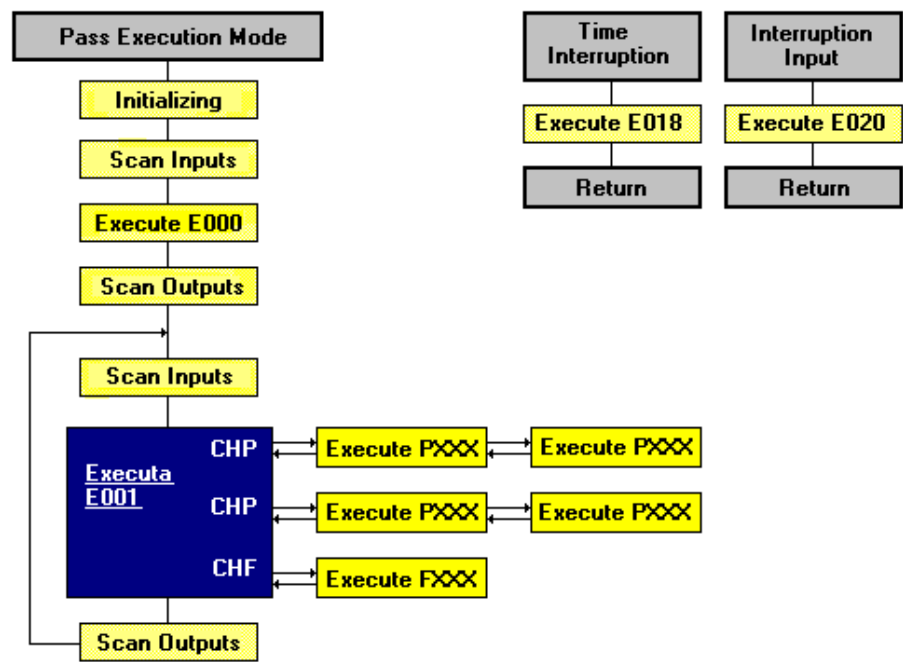 Pass Execution Mode
Initializing
Scan Inputs
Execute E000
Scan Outputs
Scan Inputs
Executa
E001
CHP
CHP
CHF
Execute PXXX
Execute PXXX
Execute PXXX
Execute PXXX
Execute FXXX
Scan Outputs
Time
Interruption
Execute E018
Return
Interruption
Input
Execute E020
Return